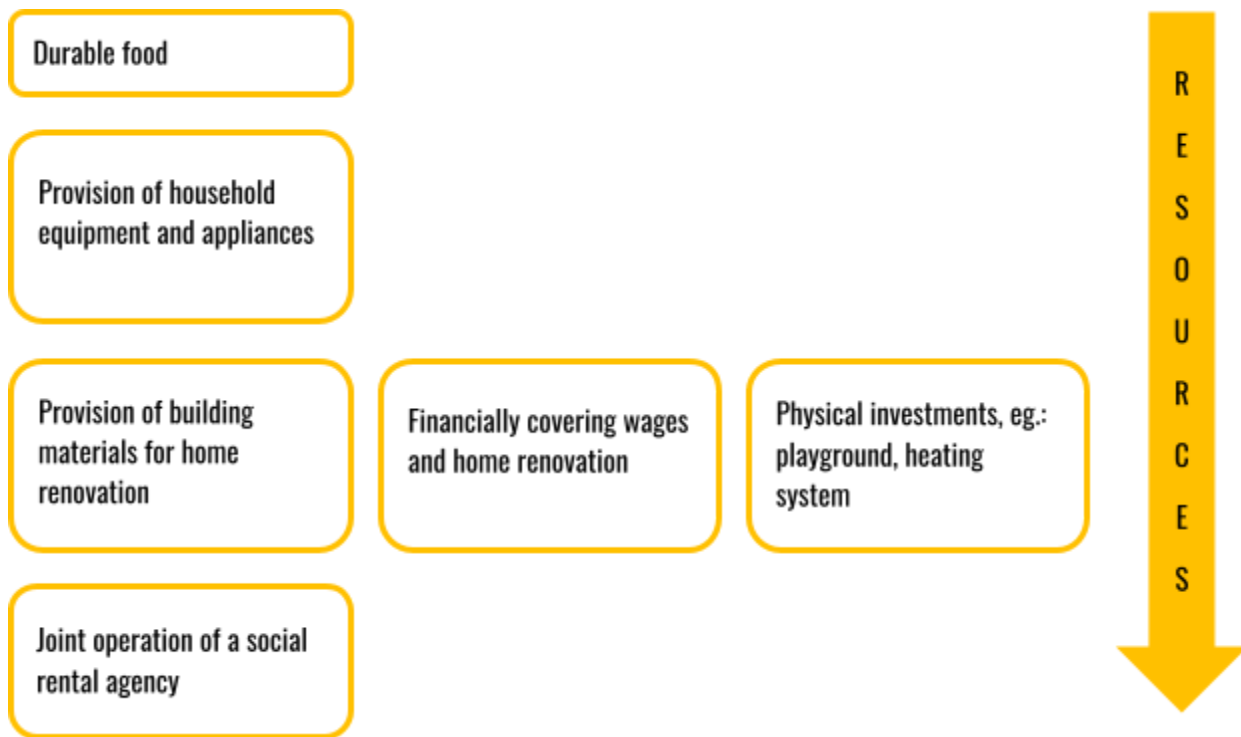 Durable food
Provision of household
equipment and appliances
Provision of building
materials for home
renovation
Financially covering wages
and home renovation
Physical investments, eg.:
playground, heating
system
Joint operation of a social
rental agency
R
E
S
O
U
R
C
E
S